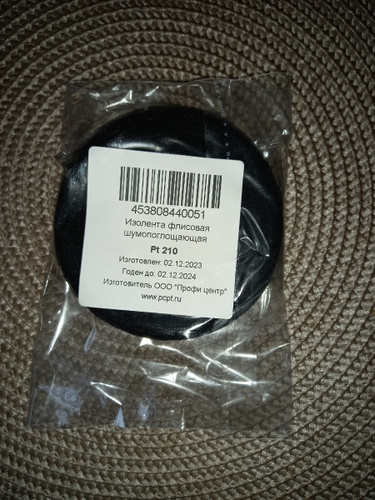 453808440051
Изолента флисовая
шумопоглощающая
Pt 210
Изготовлен: 02.12.2023
Годен до: 02.12.2024
Изготовитель ООО "Профи центр"
www.pcpt.ru